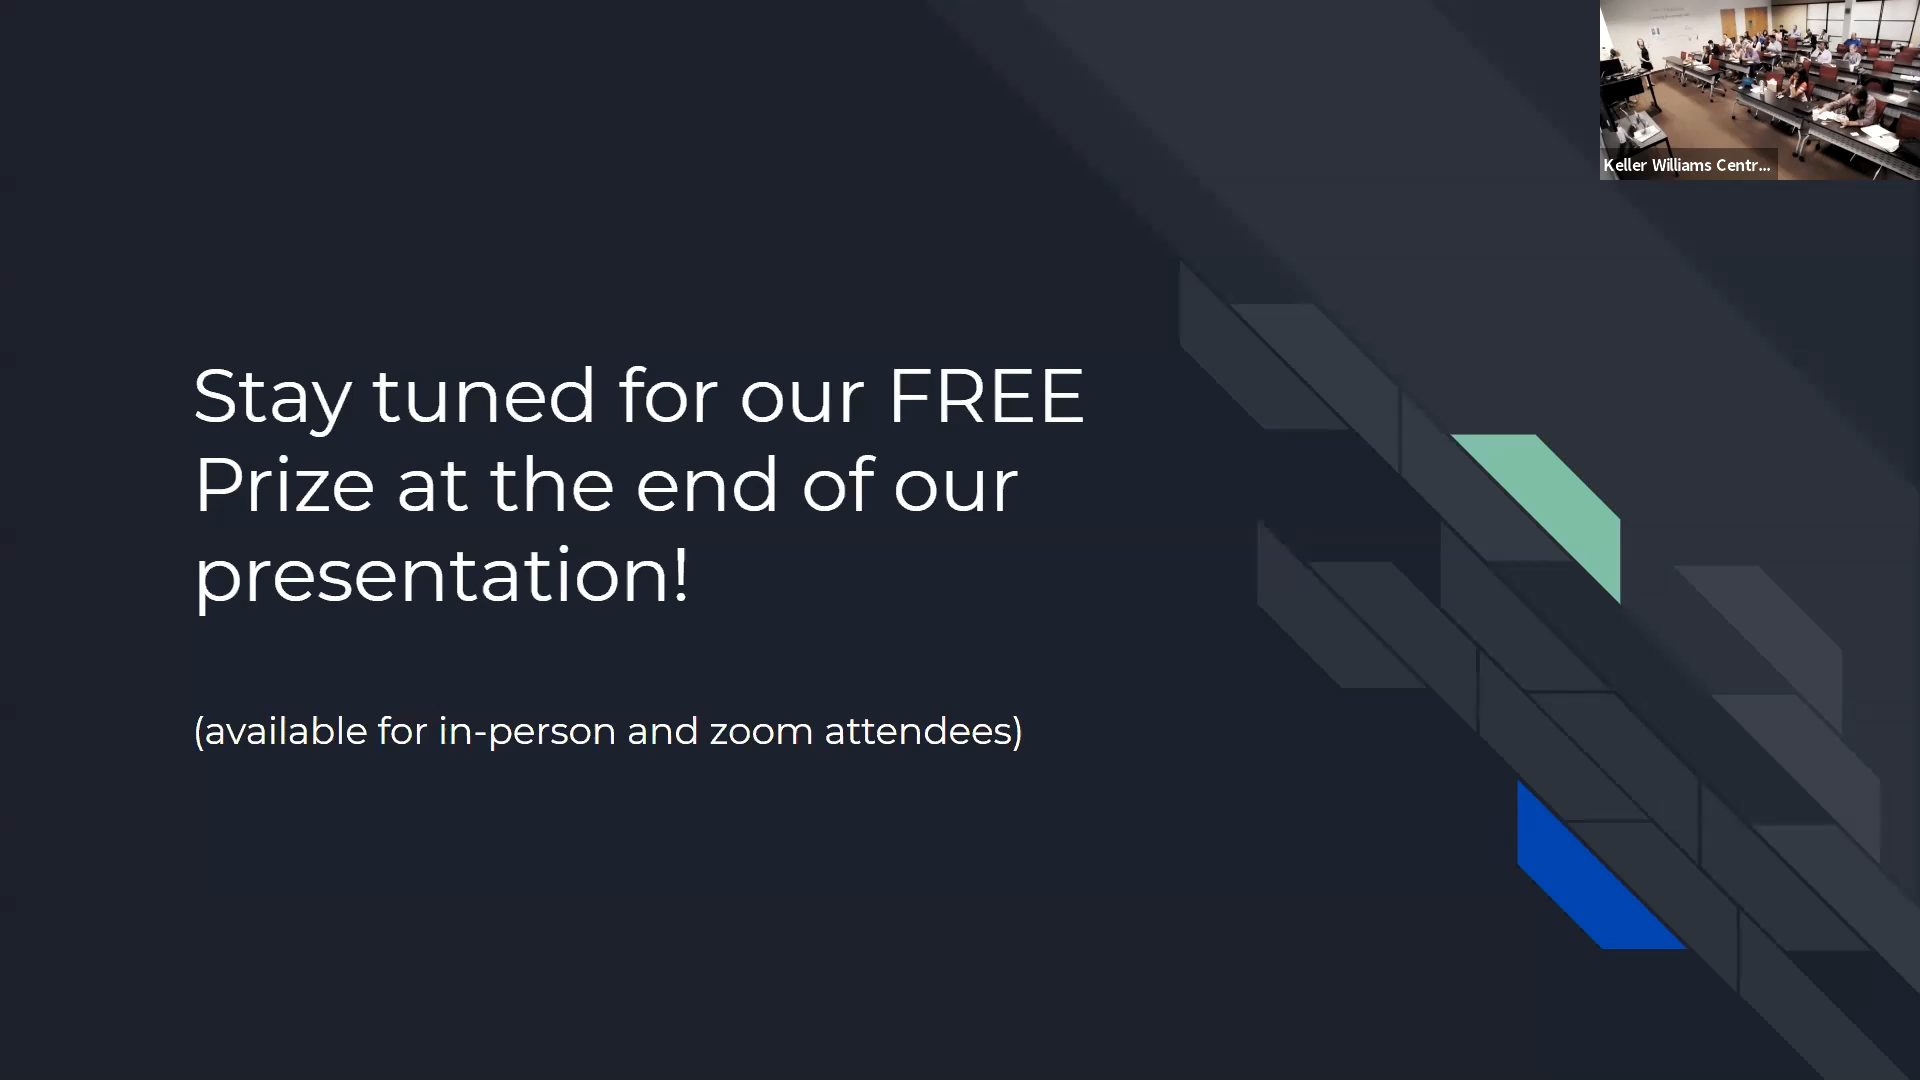 Stay tuned for our FREE
Prize at the end of our
presentation!
(available for in-person and zoom attendees)
Keller Williams Centr...